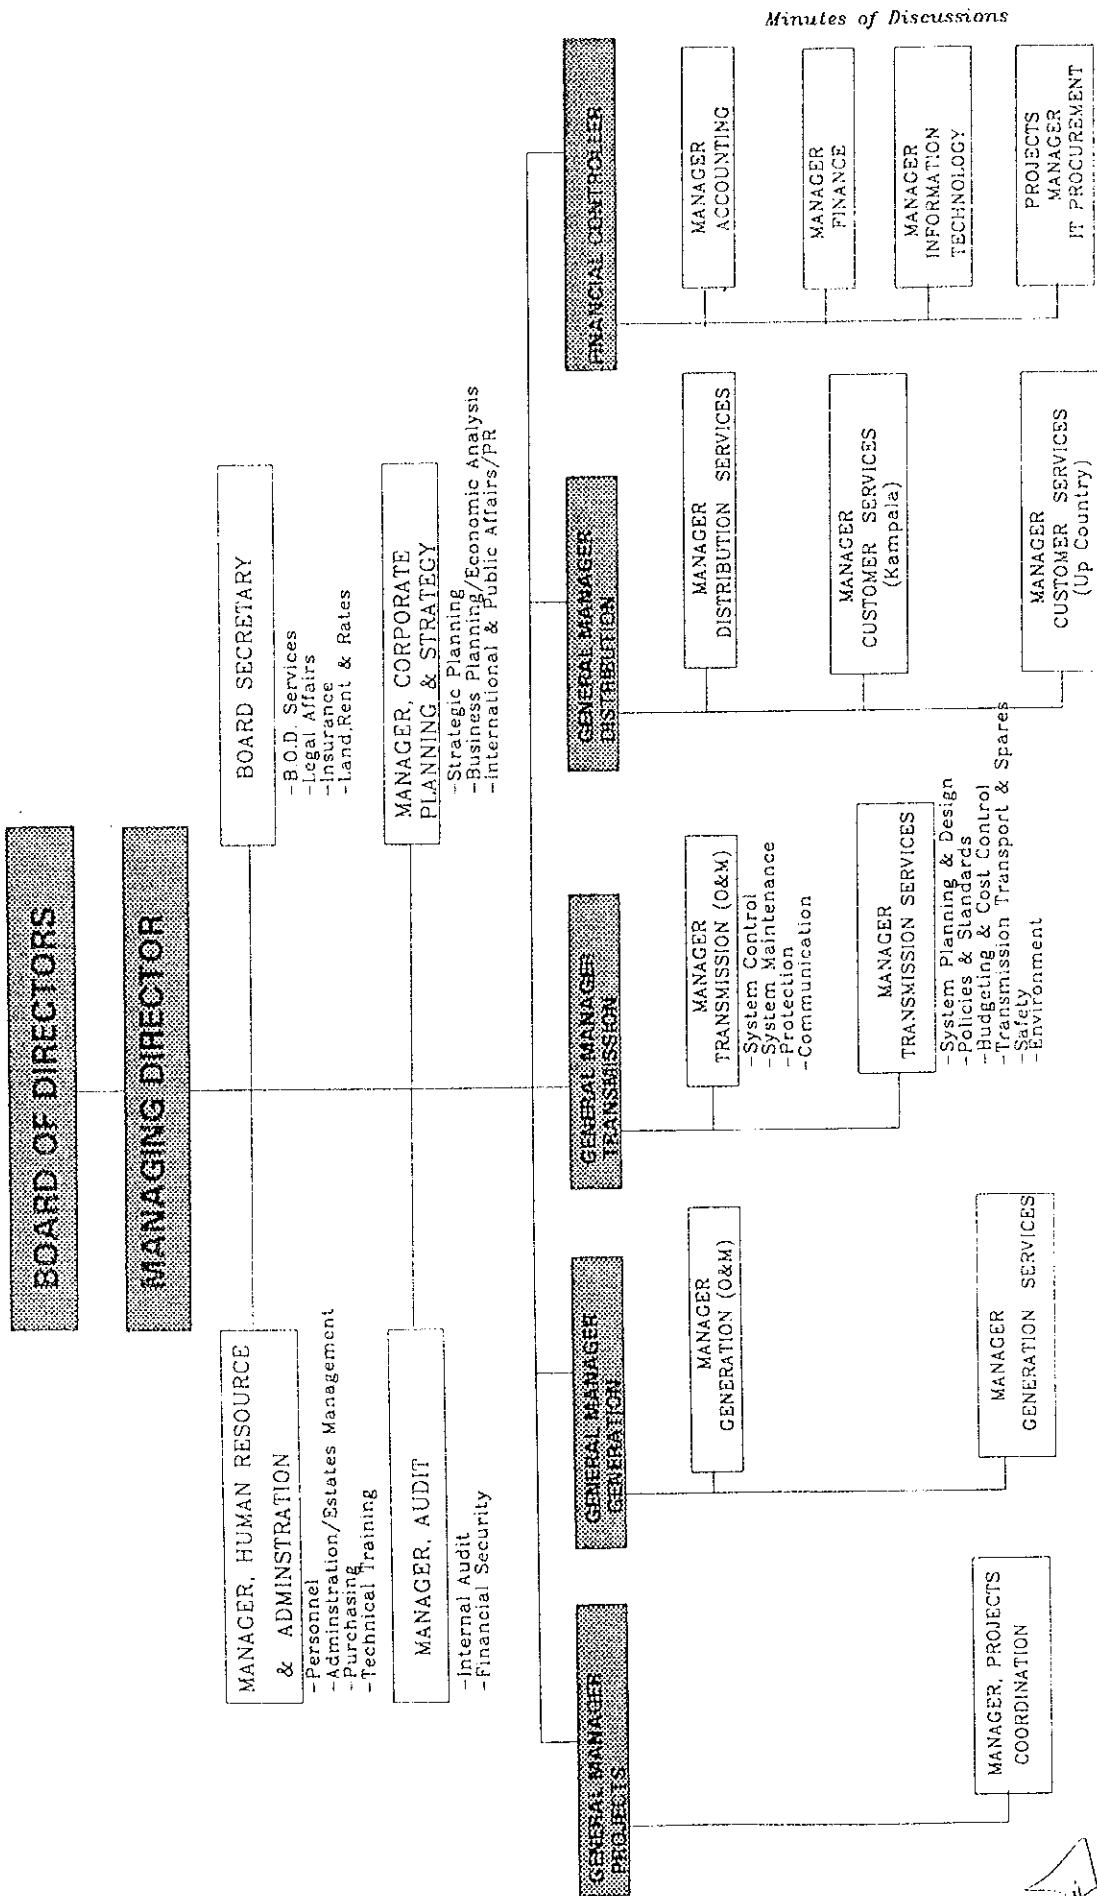 Minutes of Discussions
BOARD OF DIRECTORS
MANAGING DIRECTOR
MANAGER, HUMAN RESOURCE
& ADMINSTRATION
-Personnel
-Adminstration/Estates Management
-Purchasing
-Technical Training
BOARD SECRETARY
-B.O.D. Services
-Legal Affairs
-Insurance
-Land,Rent & Rates
MANAGER, AUDIT
-Internal Audit
-Financial Security
MANAGER, CORPORATE
PLANNING & STRATEGY
-Strategic Planning
-Business Planning/Economic Analysis
-International & Public Affairs/PR
GENERAL MANAGER
PROJECTS
MANAGER, PROJECTS
COORDINATION
GENERAL MANAGER
GENERATION
MANAGER
GENERATION (O&M)
MANAGER
GENERATION SERVICES
GENERAL MANAGER
TRANSMISSION
MANAGER
TRANSMISSION (O&M)
-System Control
-System Maintenance
-Protection
-Communication
MANAGER
TRANSMISSION SERVICES
-System Planning & Design
-Policies & Standards
-Budgeting & Cost Control
-Transmission Transport & Spares
-Safety
-Environment
GENERAL MANAGER
DISTRIBUTION
MANAGER
DISTRIBUTION SERVICES
MANAGER
CUSTOMER SERVICES
(Kampala)
MANAGER
CUSTOMER SERVICES
(Up Country)
FINANCIAL CONTROLLER
MANAGER
ACCOUNTING
MANAGER
FINANCE
MANAGER
INFORMATION
TECHNOLOGY
PROJECTS
MANAGER
IT PROCUREMENT